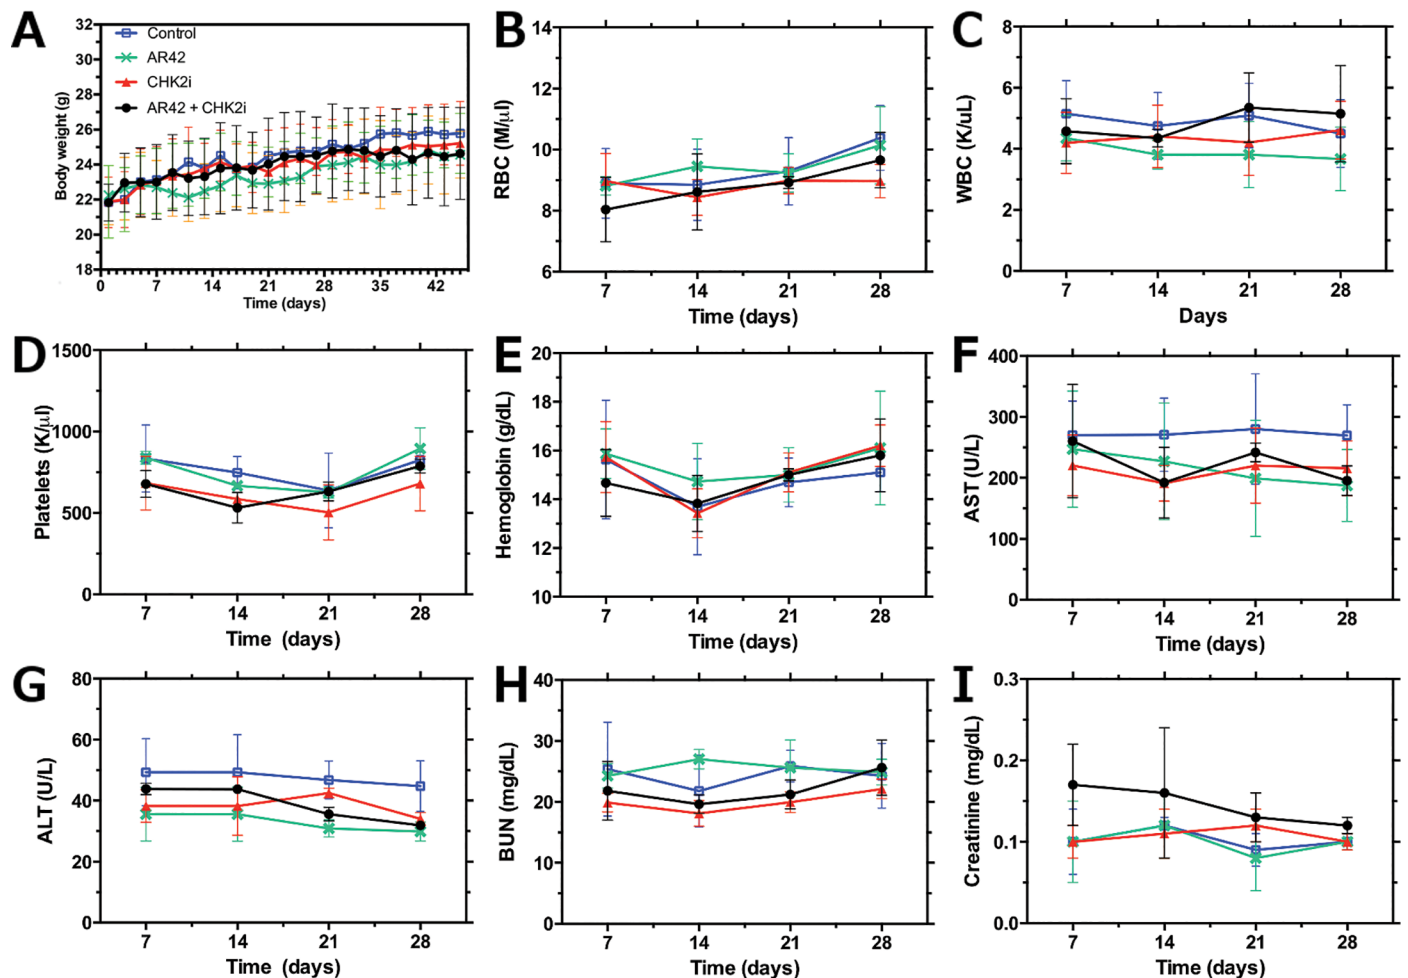 A
Body weight (g)
32
30
28
26
24
22
20
18
Control
AR42
CHK2i
AR42 + CHK2i
0 7 14 21 28 35 42
Time (days)
B
RBC (M/µl)
14
12
10
8
6
7 14 21 28
Time (days)
C
WBC (K/uL)
8
6
4
2
0
7 14 21 28
Days
D
Platelets (K/µl)
1500
1000
500
0
7 14 21 28
Time (days)
E
Hemoglobin (g/dL)
20
18
16
14
12
10
7 14 21 28
Time (days)
F
AST (U/L)
400
300
200
100
0
7 14 21 28
Time (days)
G
ALT (U/L)
80
60
40
20
0
7 14 21 28
Time (days)
H
BUN (mg/dL)
40
30
20
10
0
7 14 21 28
Time (days)
I
Creatinine (mg/dL)
0.3
0.2
0.1
0.0
7 14 21 28
Time (days)